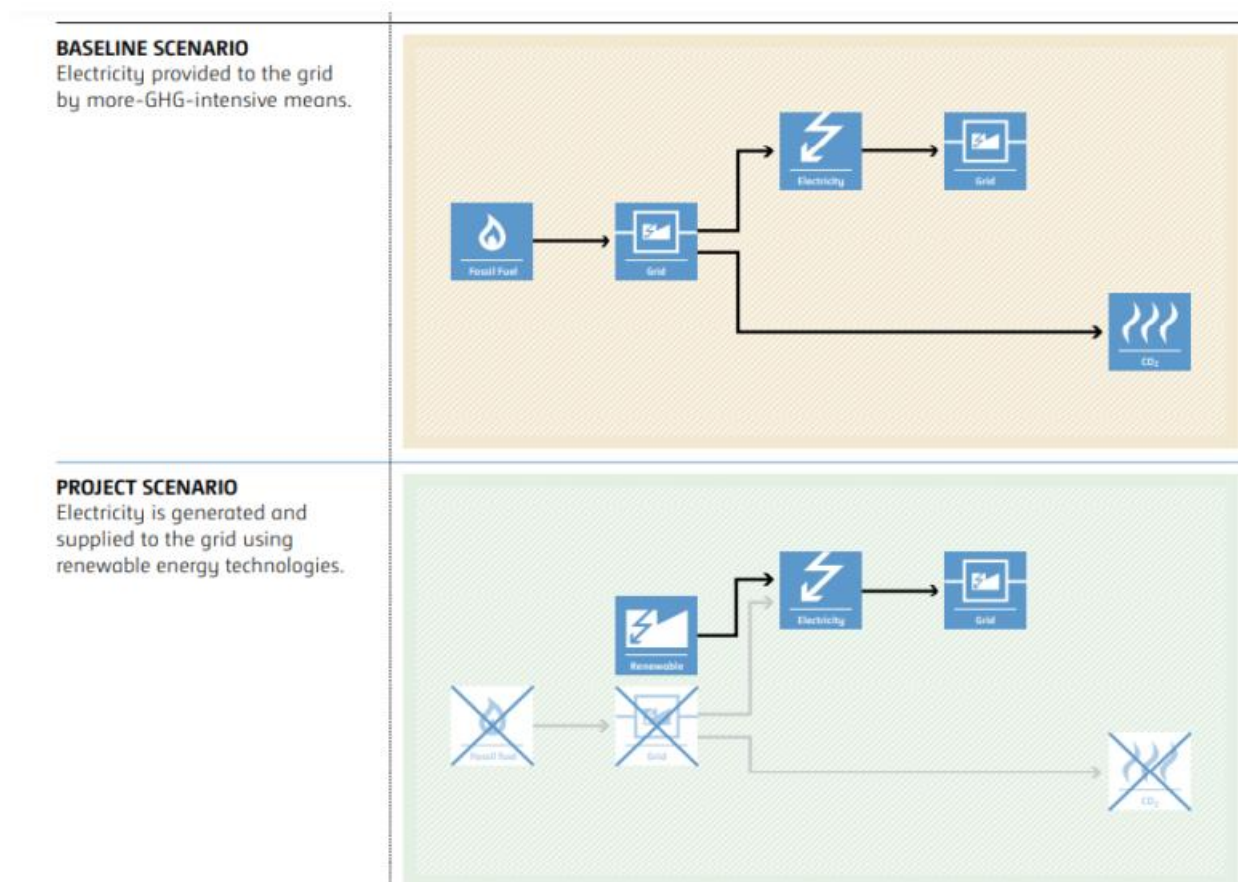 BASELINE SCENARIO
Electricity provided to the grid
by more-GHG-intensive means.
Electricity
Grid
Fossil Fuel
Grid
CO₂
PROJECT SCENARIO
Electricity is generated and
supplied to the grid using
renewable energy technologies.
Electricity
Grid
Renewable
Fossil Fuel
Grid
CO₂